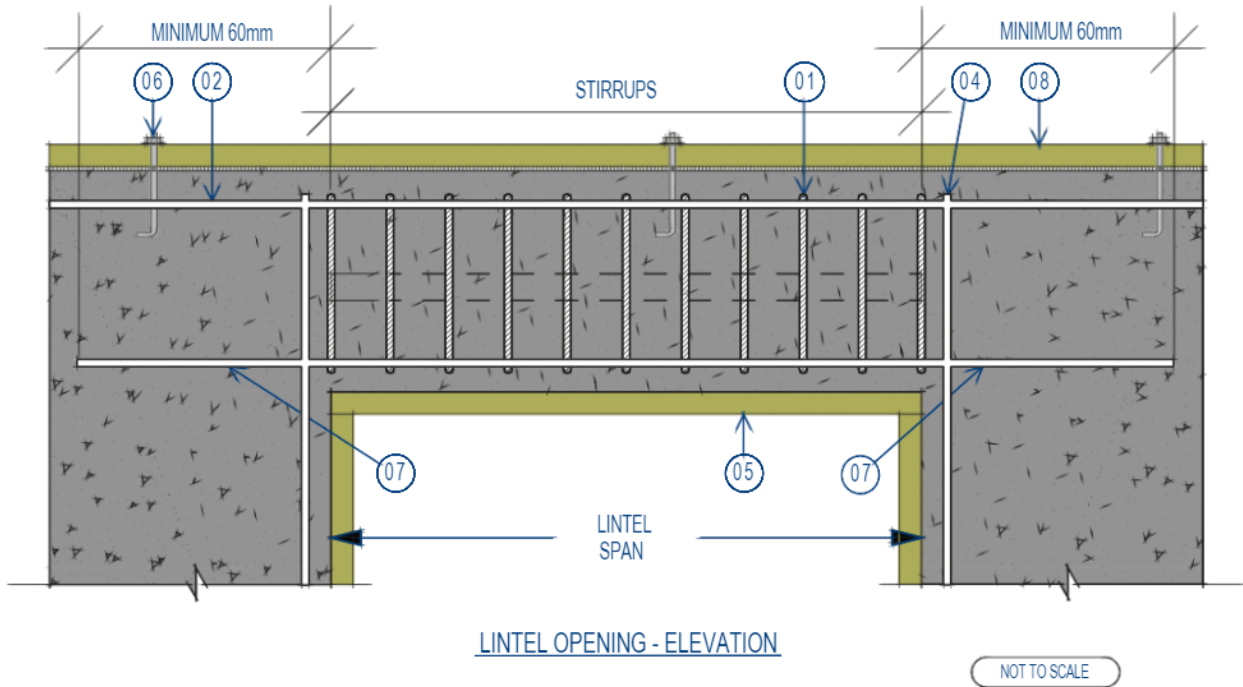 MINIMUM 60mm
MINIMUM 60mm
06
02
STIRRUPS
01
04
08
07
05
07
LINTEL
SPAN
LINTEL OPENING - ELEVATION
NOT TO SCALE